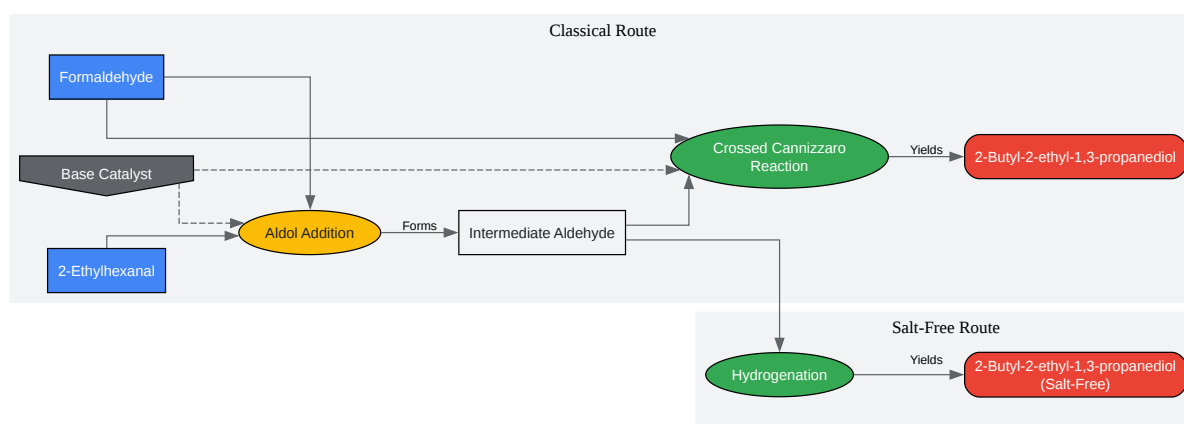 Classical Route
Formaldehyde
Crossed Cannizzaro
Reaction
Yields
2-Butyl-2-ethyl-1,3-propanediol
Base Catalyst
Aldol Addition
Forms
Intermediate Aldehyde
2-Ethylhexanal
Salt-Free Route
Hydrogenation
Yields
2-Butyl-2-ethyl-1,3-propanediol
(Salt-Free)